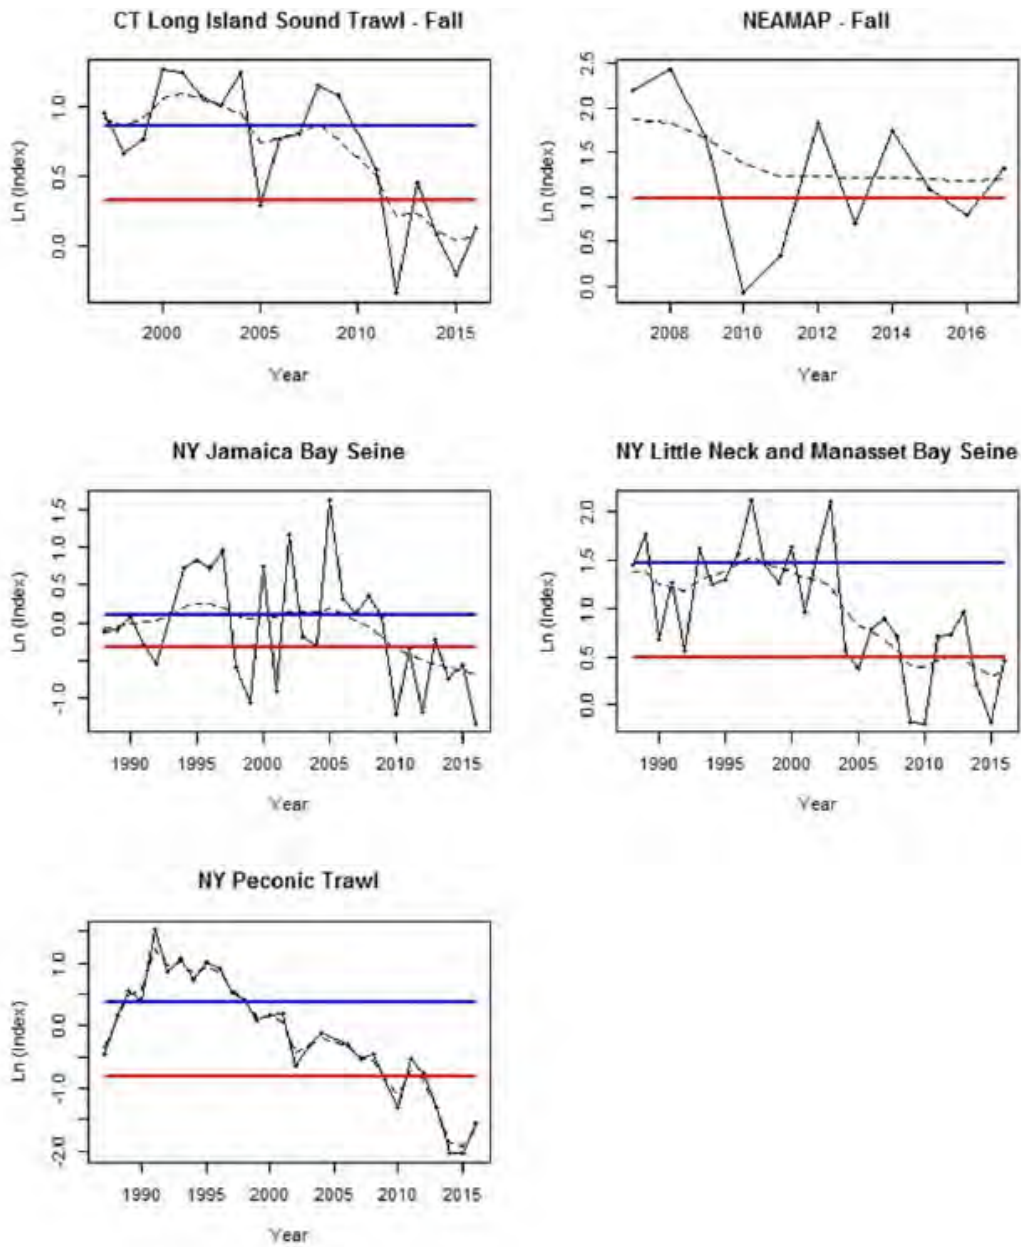 CT Long Island Sound Trawl - Fall
Ln (Index)
1.0
0.5
0.0
2000 2005 2010 2015
Year
NEAMAP - Fall
Ln (Index)
2.5
2.0
1.5
1.0
0.5
0.0
2008 2010 2012 2014 2016
Year
NY Jamaica Bay Seine
Ln (Index)
1.5
1.0
0.5
0.0
-1.0
1990 1995 2000 2005 2010 2015
Year
NY Little Neck and Manasset Bay Seine
Ln (Index)
2.0
1.5
1.0
0.5
0.0
1990 1995 2000 2005 2010 2015
Year
NY Peconic Trawl
Ln (Index)
1.0
0.0
-1.0
-2.0
1990 1995 2000 2005 2010 2015
Year